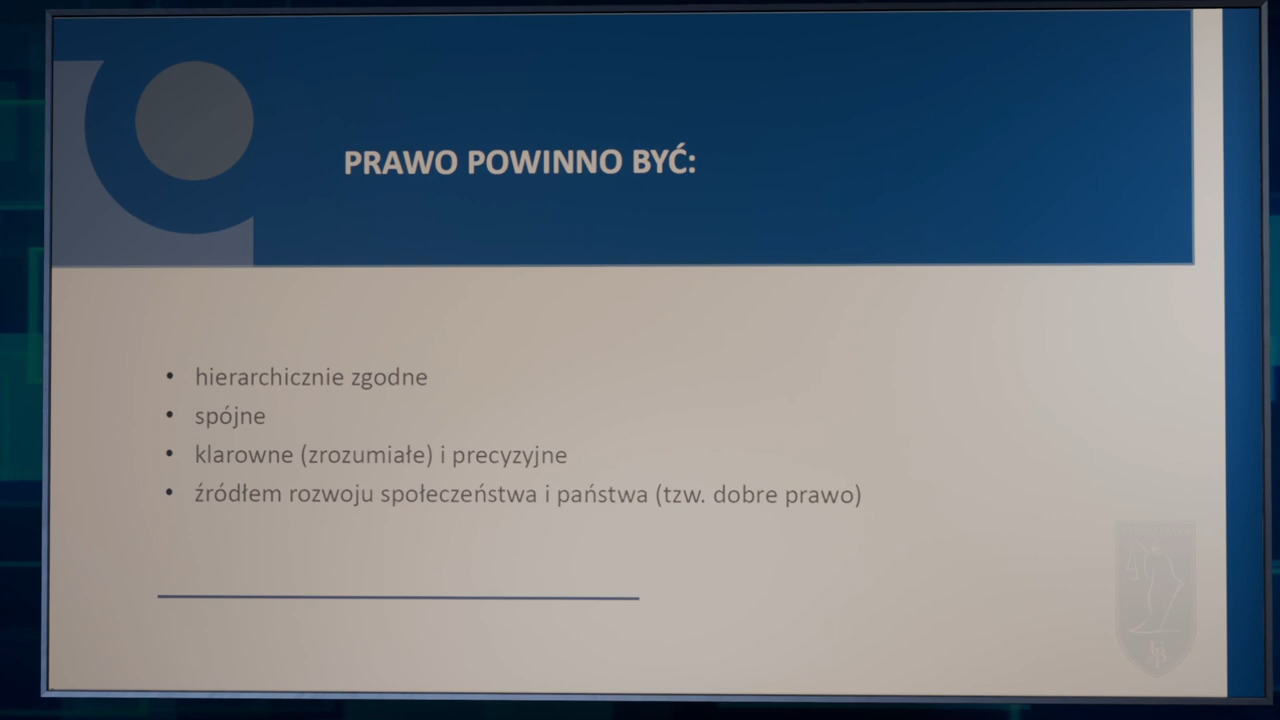 PRAWO POWINNO BYĆ:
• hierarchicznie zgodne
• spójne
• klarowne (zrozumiałe) i precyzyjne
• źródłem rozwoju społeczeństwa i państwa (tzw. dobre prawo)